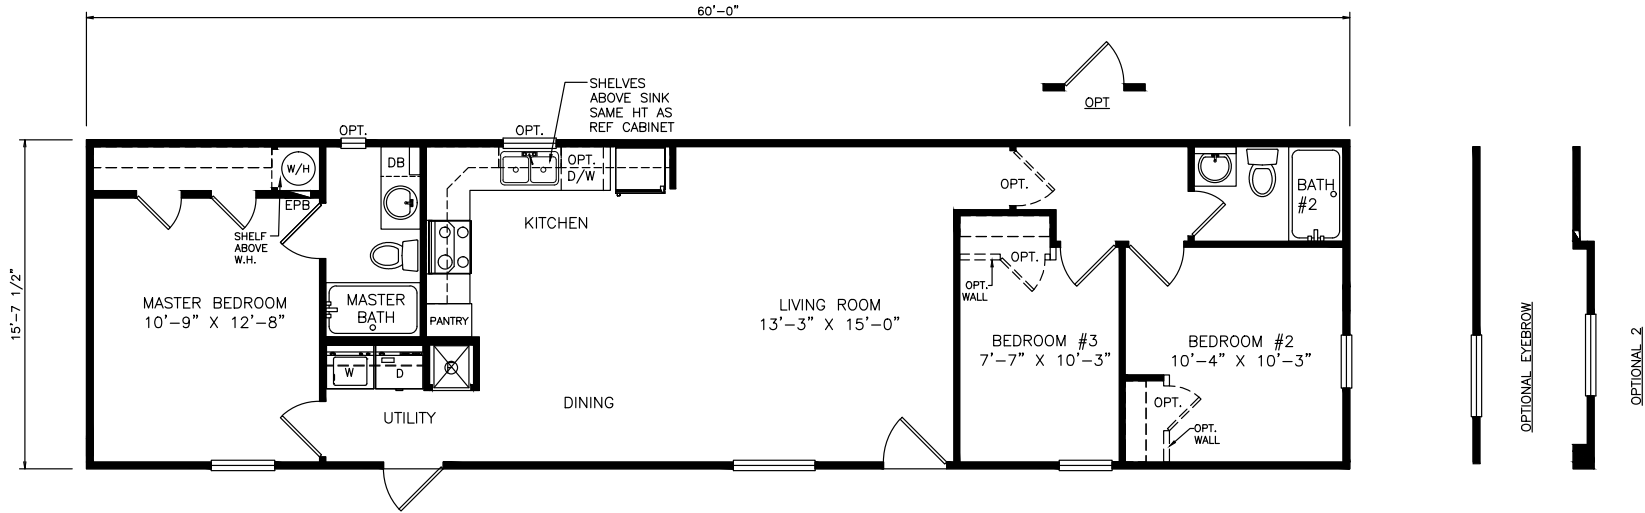 60'-0"
OPT
SHELVES
ABOVE SINK
SAME HT AS
REF CABINET
OPT.
OPT.
15'-7 1/2"
W/H
EPB
SHELF
ABOVE
W.H.
DB
OPT.
D/W
KITCHEN
MASTER BEDROOM
10'-9" X 12'-8"
MASTER
BATH
PANTRY
W
D
F
UTILITY
DINING
LIVING ROOM
13'-3" X 15'-0"
OPT.
BATH
#2
OPT.
OPT.
WALL
BEDROOM #3
7'-7" X 10'-3"
BEDROOM #2
10'-4" X 10'-3"
OPT.
OPT.
WALL
OPTIONAL EYEBROW
OPTIONAL 2